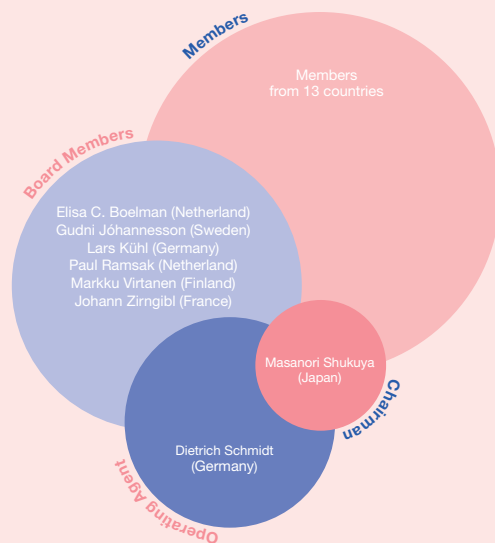 Members
Members
from 13 countries
Board Members
Elisa C. Boelman (Netherland)
Gudni Jóhannesson (Sweden)
Lars Kühl (Germany)
Paul Ramsak (Netherland)
Markku Virtanen (Finland)
Johann Zirngibl (France)
Masanori Shukuya
(Japan)
Chairman
Dietrich Schmidt
(Germany)
Operating Agent